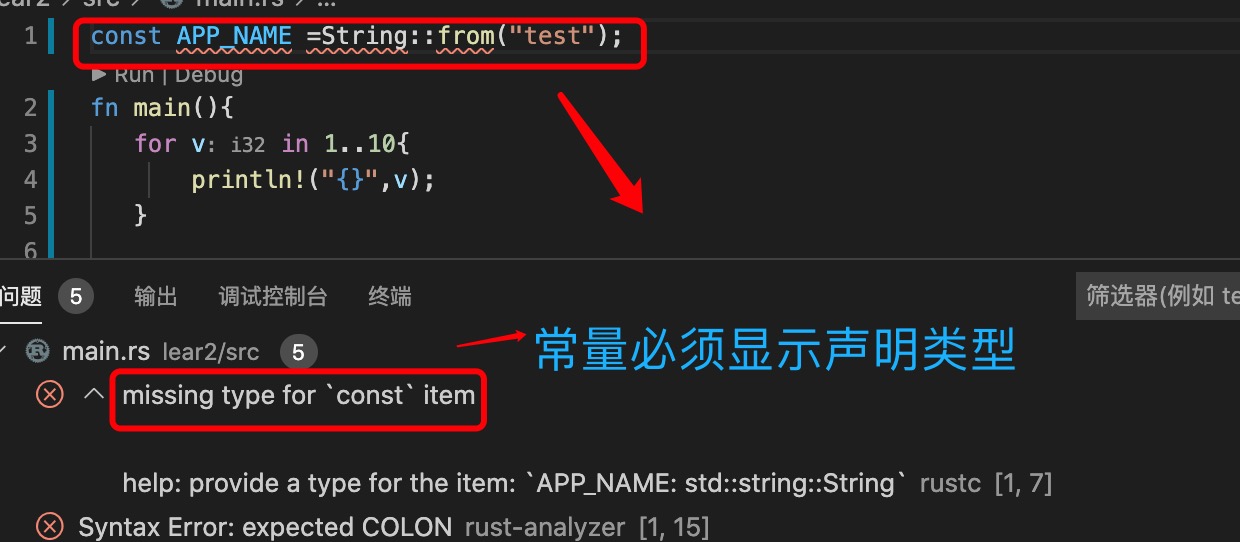 src > main.rs > ...
1 const APP_NAME =String::from("test");
▶ Run | Debug
2 fn main(){
3 for v: i32 in 1..10{
4 println!("{}",v);
5 }
6
问题 5 输出 调试控制台 终端 筛选器(例如 te
main.rs lear2/src 5
常量必须显示声明类型
missing type for `const` item
help: provide a type for the item: `APP_NAME: std::string::String` rustc [1, 7]
Syntax Error: expected COLON rust-analyzer [1, 15]